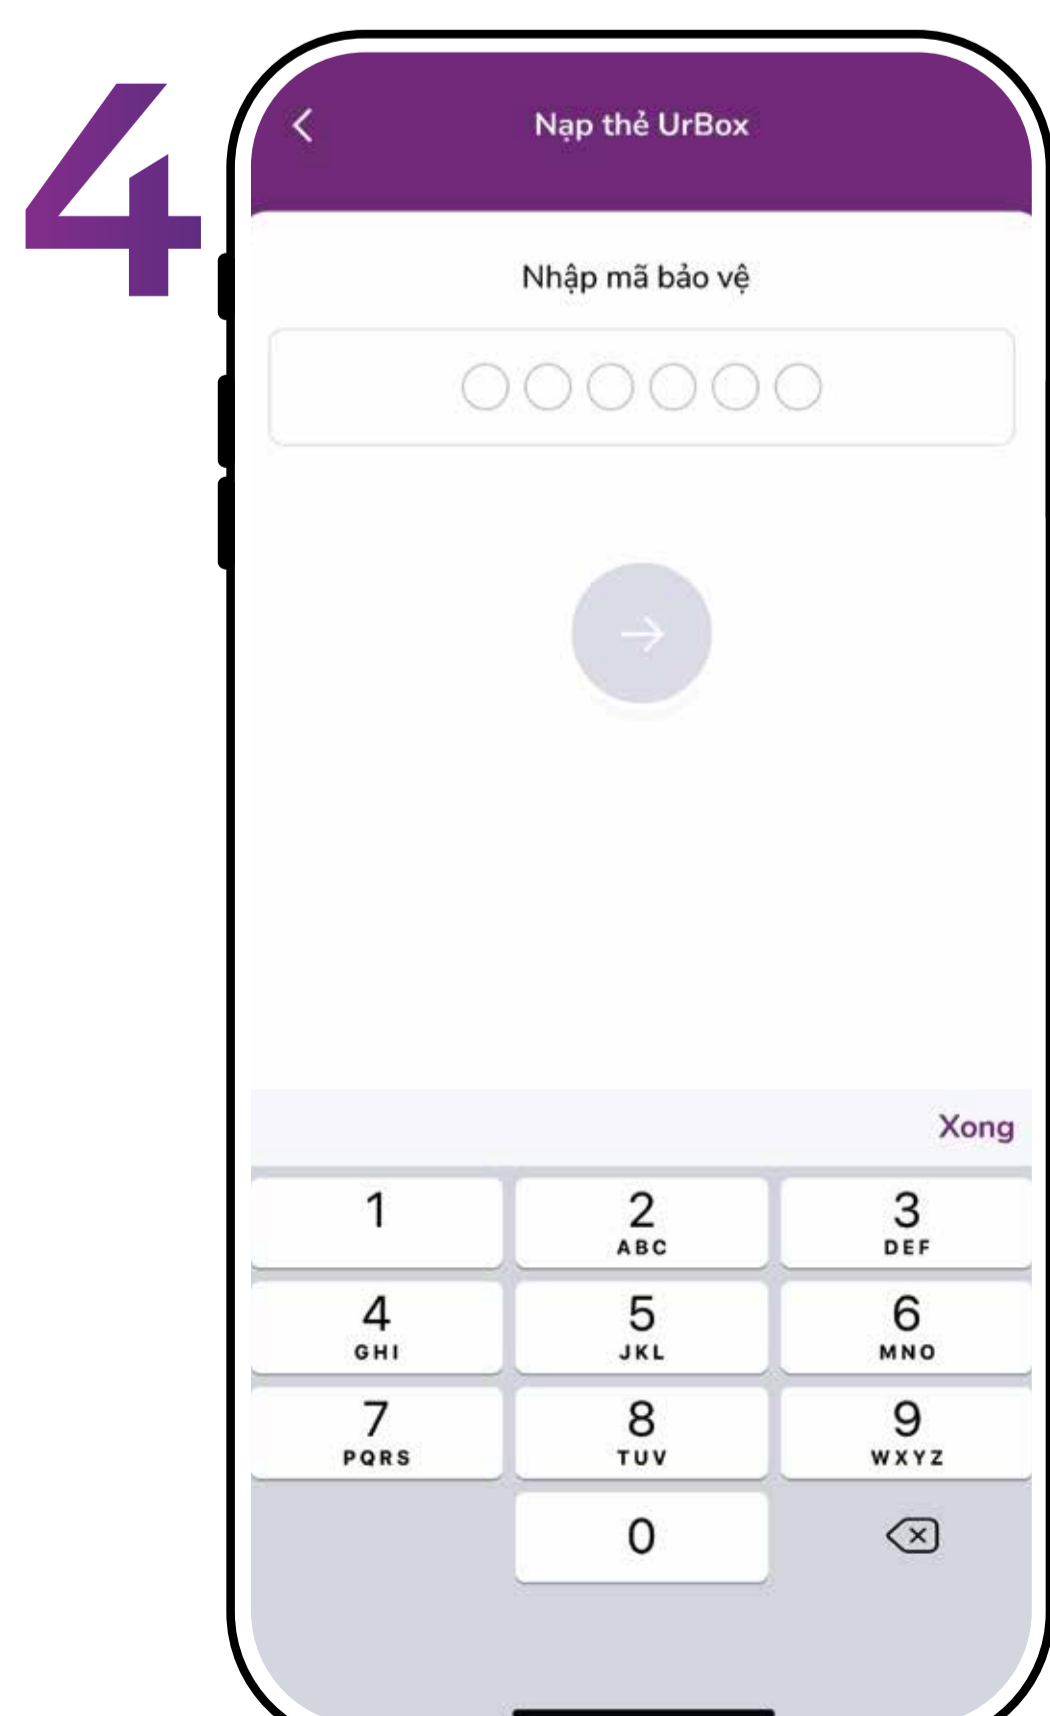 4
Nạp thẻ UrBox
Nhập mã bảo vệ
Xong
1 2 3
ABC DEF
4 5 6
GHI JKL MNO
7 8 9
PQRS TUV WXYZ
0